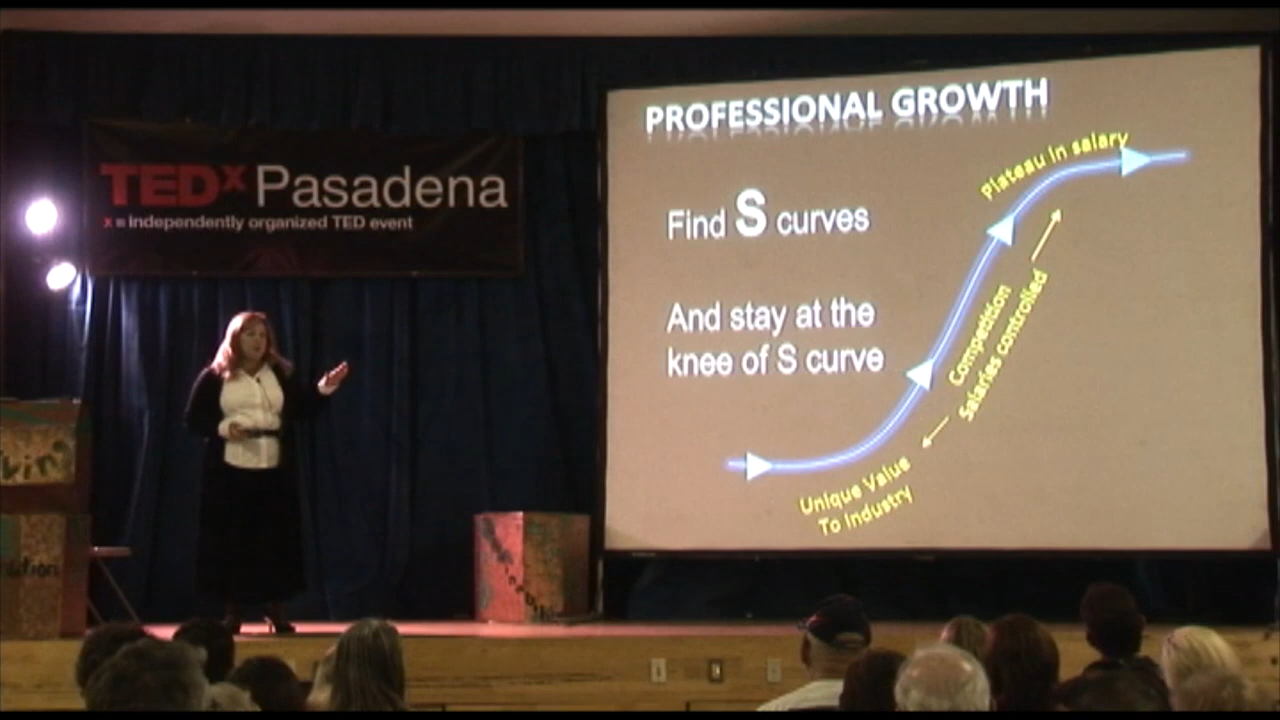 TEDx Pasadena
x = independently organized TED event
PROFESSIONAL GROWTH
Find S curves
And stay at the
knee of S curve
Plateau in salary
Competition
Salaries controlled
Unique Value
To Industry